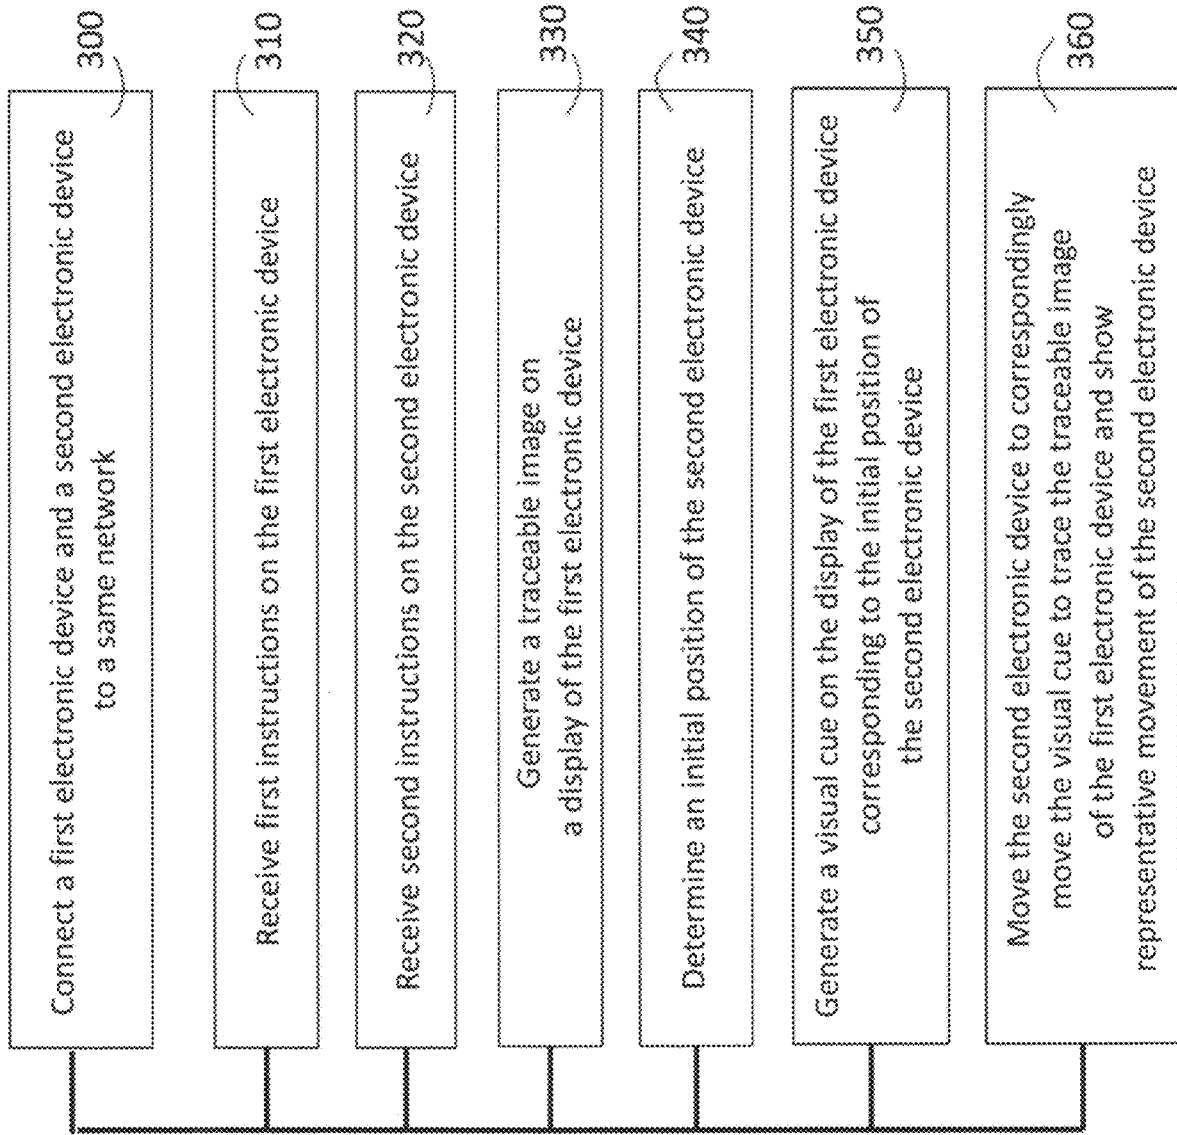 300
Connect a first electronic device and a second electronic device
to a same network
310
Receive first instructions on the first electronic device
320
Receive second instructions on the second electronic device
330
Generate a traceable image on
a display of the first electronic device
340
Determine an initial position of the second electronic device
350
Generate a visual cue on the display of the first electronic device
corresponding to the initial position of
the second electronic device
360
Move the second electronic device to correspondingly
move the visual cue to trace the traceable image
of the first electronic device and show
representative movement of the second electronic device